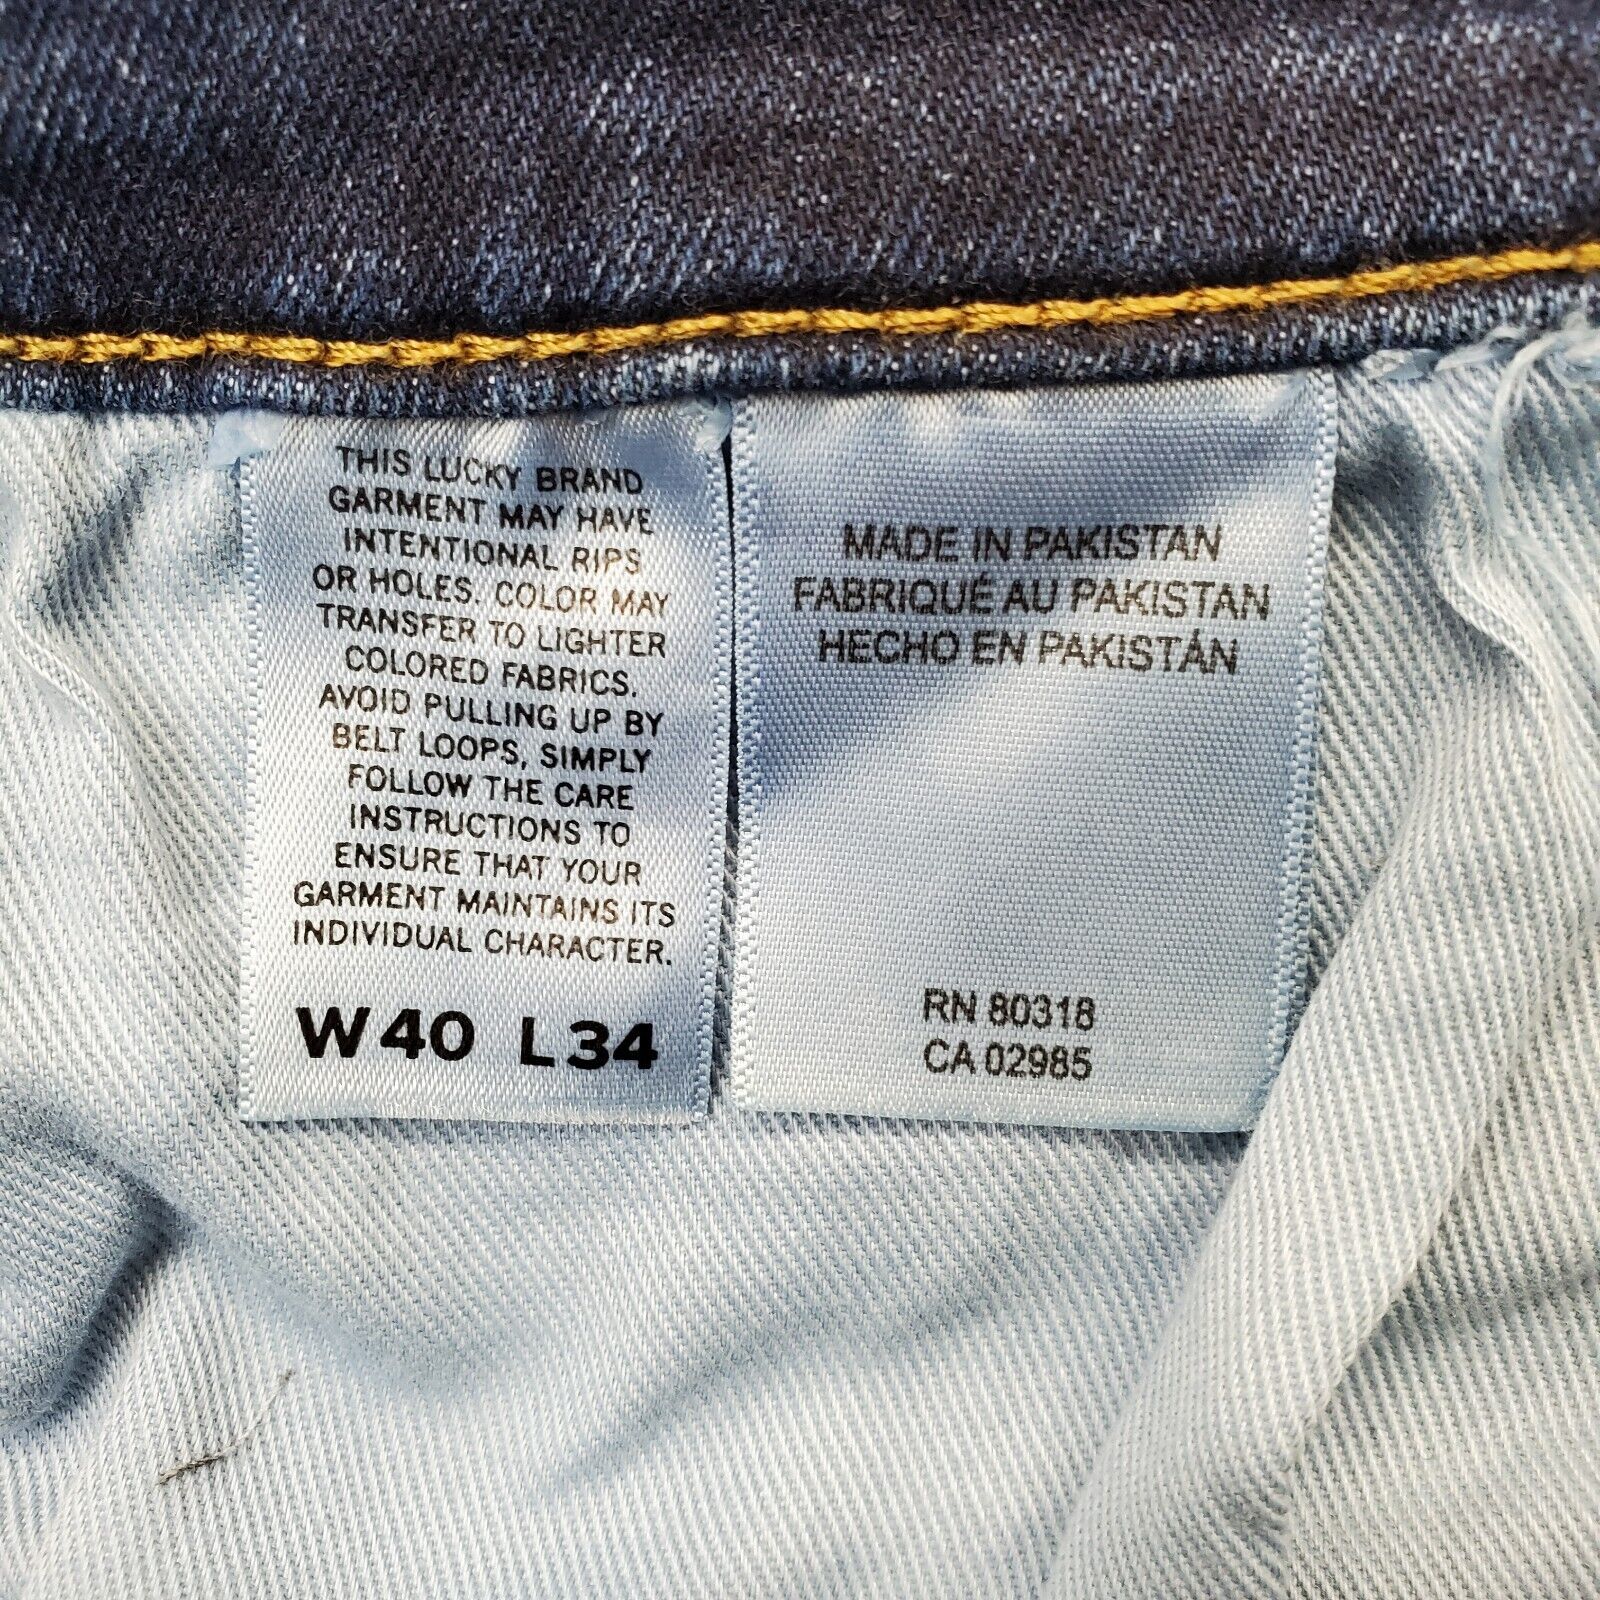 THIS LUCKY BRAND
GARMENT MAY HAVE
INTENTIONAL RIPS
OR HOLES. COLOR MAY
TRANSFER TO LIGHTER
COLORED FABRICS.
AVOID PULLING UP BY
BELT LOOPS, SIMPLY
FOLLOW THE CARE
INSTRUCTIONS TO
ENSURE THAT YOUR
GARMENT MAINTAINS ITS
INDIVIDUAL CHARACTER.
W40 L34
MADE IN PAKISTAN
FABRIQUÉ AU PAKISTAN
HECHO EN PAKISTÁN
RN 80318
CA 02985